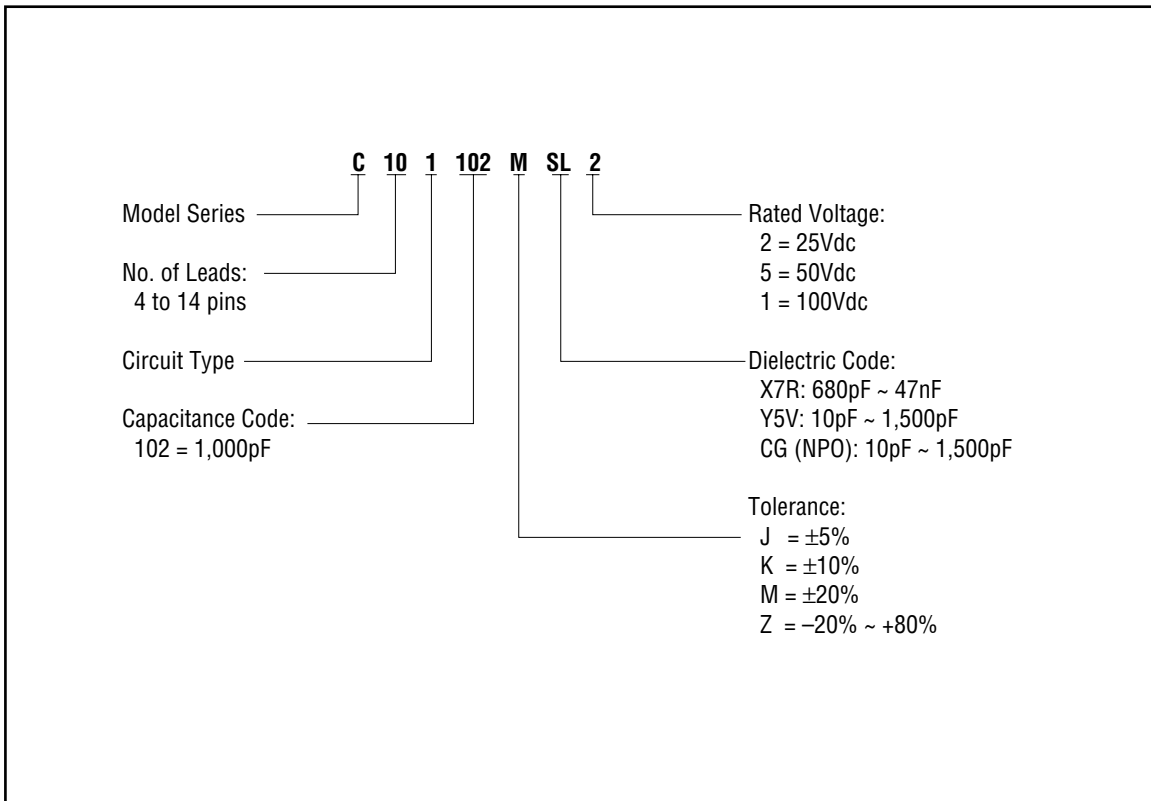 C 10 1 102 M SL 2
Model Series
No. of Leads:
4 to 14 pins
Circuit Type
Capacitance Code:
102 = 1,000pF
Rated Voltage:
2 = 25Vdc
5 = 50Vdc
1 = 100Vdc
Dielectric Code:
X7R: 680pF ~ 47nF
Y5V: 10pF ~ 1,500pF
CG (NPO): 10pF ~ 1,500pF
Tolerance:
J = ±5%
K = ±10%
M = ±20%
Z = –20% ~ +80%